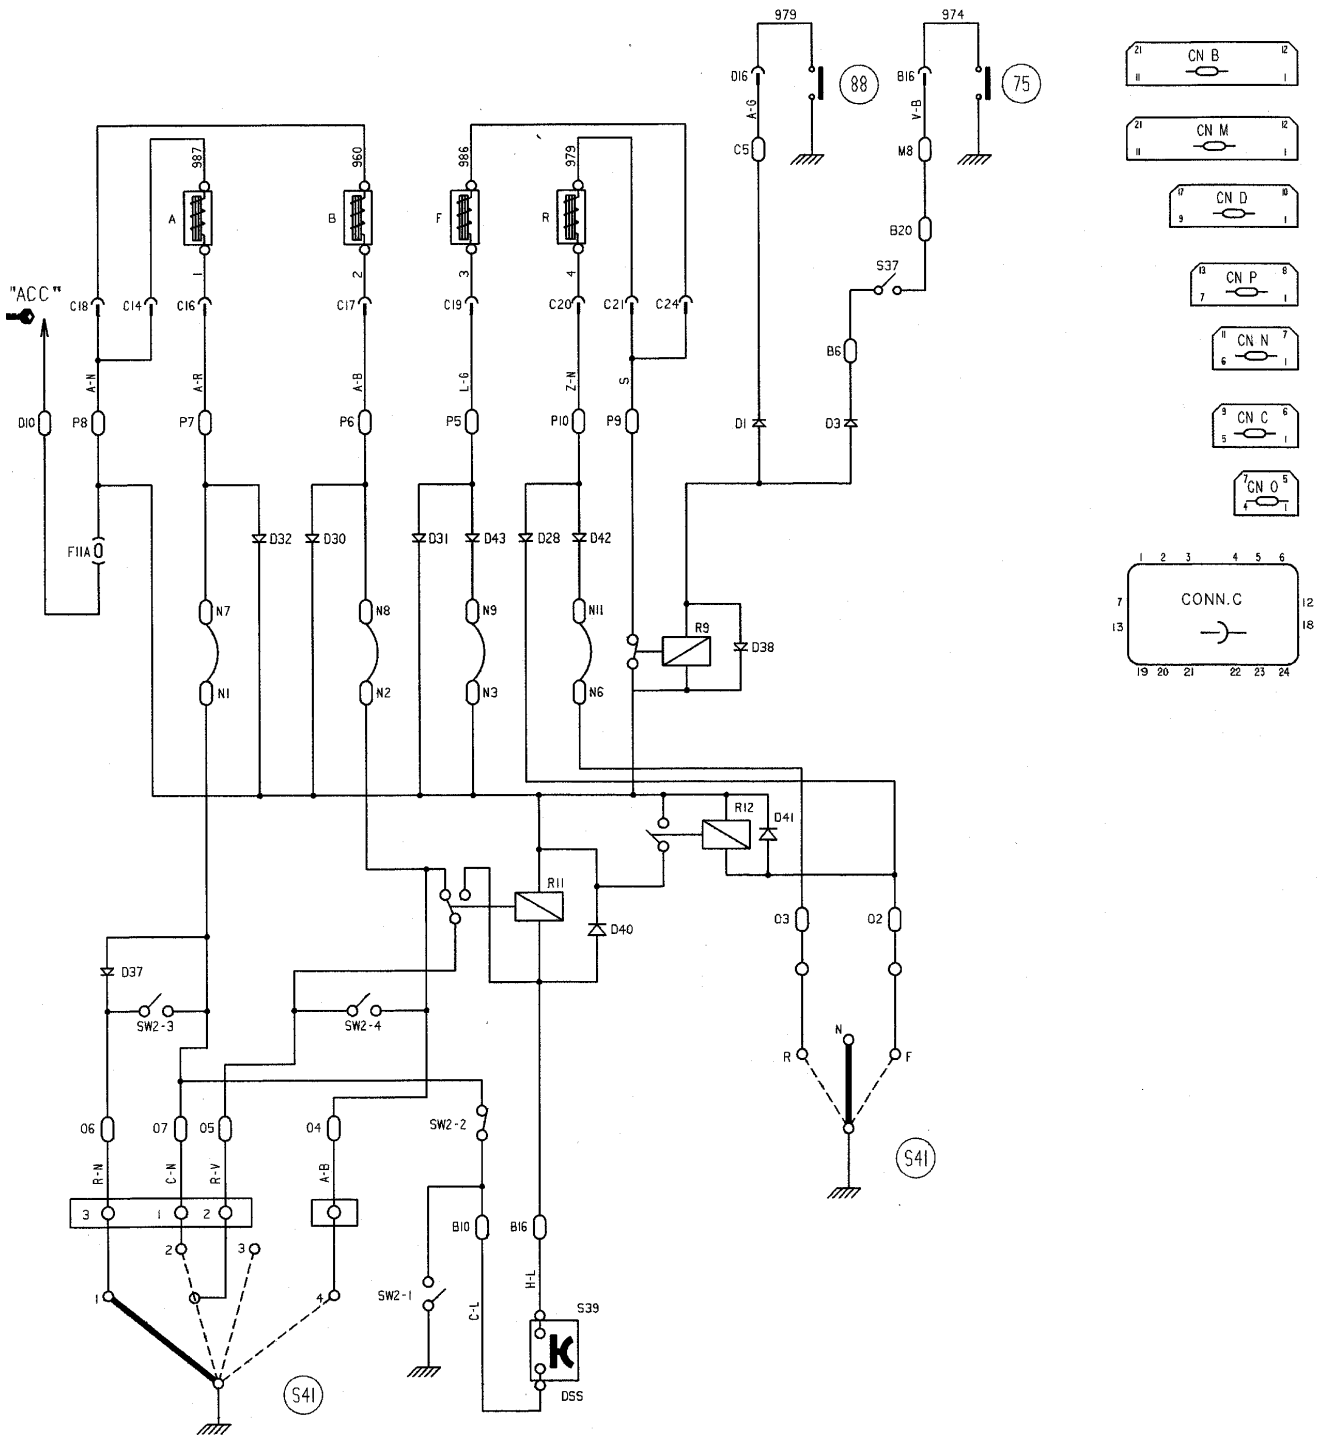 979
974
D16
88
B16
75
A-G
V-B
C5
M8
B20
S37
B6
D1
D3
987
960
986
979
A
B
F
R
1
2
3
4
"ACC"
C18
C14
C16
C17
C19
C20
C21
C24
A-N
A-R
A-B
L-G
Z-N
S
D10
P8
P7
P6
P5
P10
P9
F11A
D32
D30
D31
D43
D28
D42
N7
N8
N9
N11
R9
D38
N1
N2
N3
N6
R12
D41
R11
D40
O3
O2
D37
SW2-3
SW2-4
N
R
F
S41
O6
O7
O5
O4
SW2-2
R-N
C-N
R-V
A-B
3
1
2
B10
B16
2
3
1
4
SW2-1
C-L
H-L
S39
K
DSS
S41
21
12
CN B
11
1
21
12
CN M
11
1
17
10
CN D
9
1
13
8
CN P
7
1
11
7
CN N
6
1
9
6
CN C
5
1
7
5
CN O
4
1
1 2 3 4 5 6
7
CONN.C
12
13
18
19 20 21 22 23 24